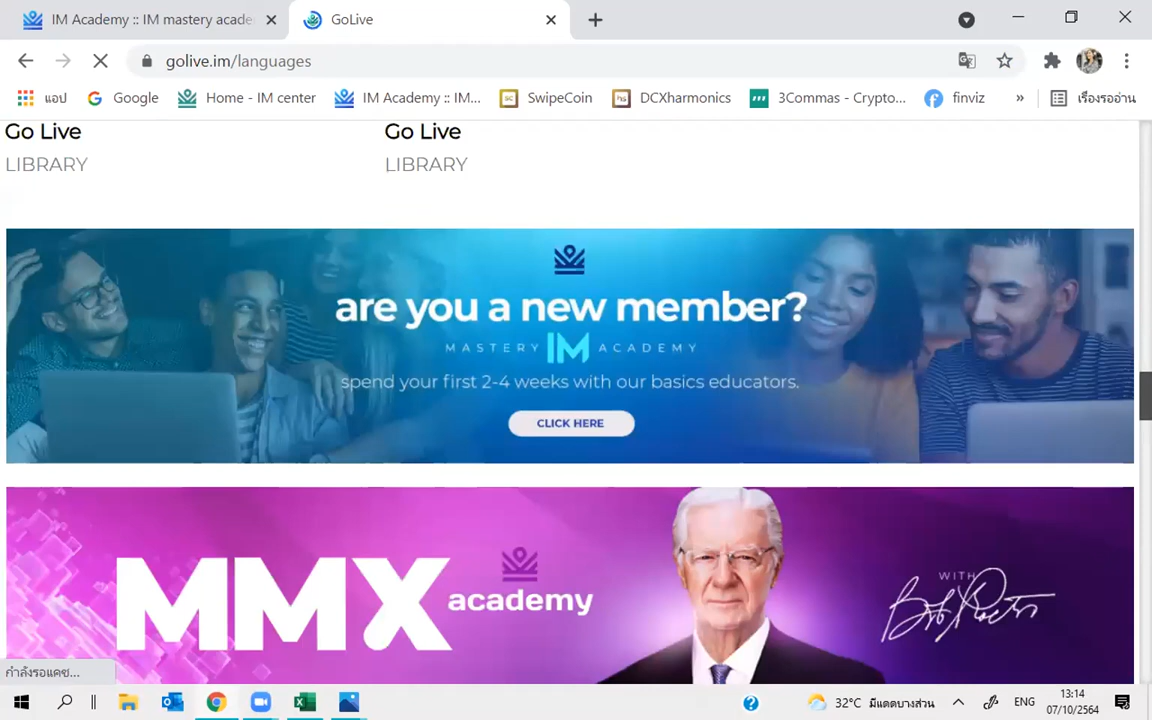 IM Academy :: IM mastery acade
GoLive
golive.im/languages
แอป
Google
Home - IM center
IM Academy :: IM...
SwipeCoin
DCXharmonics
3Commas - Crypto...
finviz
»
เรื่องรออ่าน
Go Live
LIBRARY
Go Live
LIBRARY
are you a new member?
MASTERY IM ACADEMY
spend your first 2-4 weeks with our basics educators.
CLICK HERE
MMX academy
WITH
Bob Proctor
กำลังรอแคช...
32°C มีแดดบางส่วน
ENG
13:14
07/10/2564